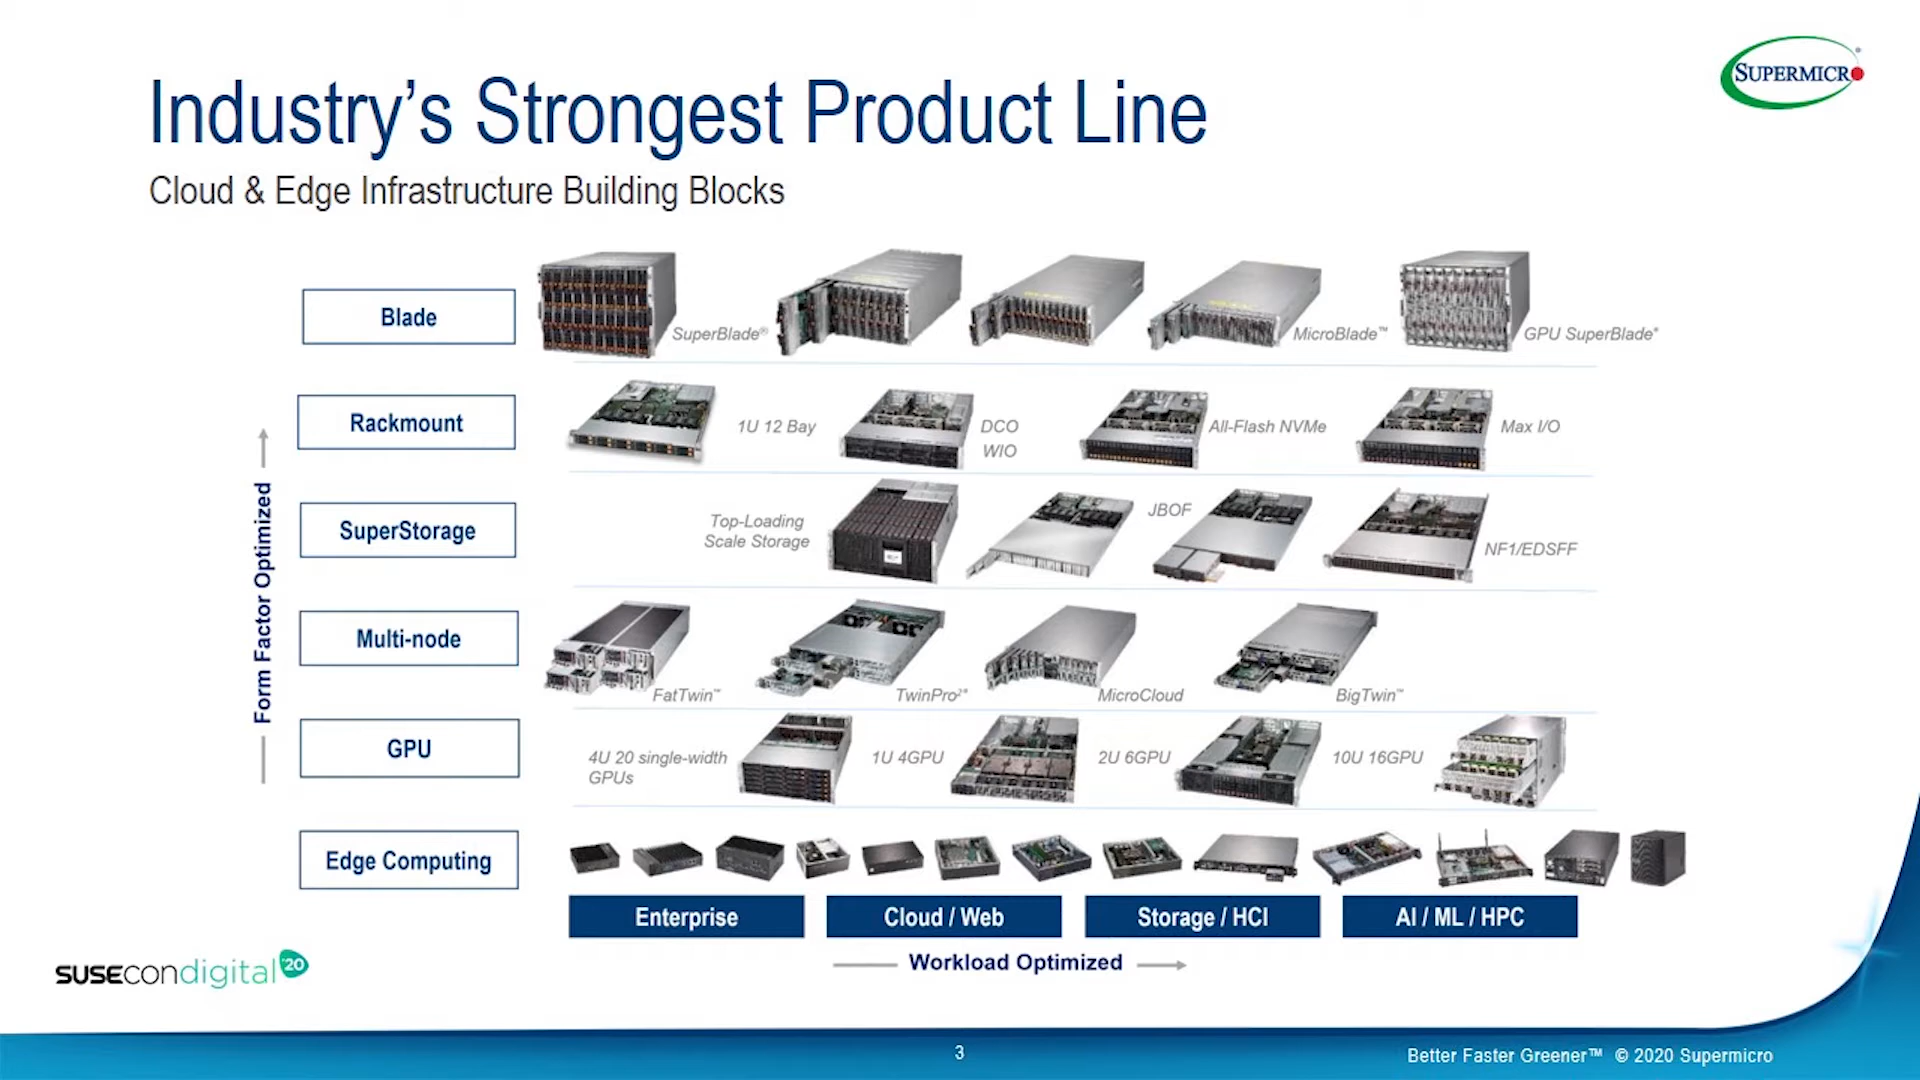 SUPERMICRO
Industry's Strongest Product Line
Cloud & Edge Infrastructure Building Blocks
Blade
SuperBlade®
MicroBlade™
GPU SuperBlade®
Rackmount
1U 12 Bay
DCO
WIO
All-Flash NVMe
Max I/O
SuperStorage
Top-Loading
Scale Storage
JBOF
NF1/EDSFF
Multi-node
FatTwin™
TwinPro²®
MicroCloud
BigTwin™
GPU
4U 20 single-width
GPUs
1U 4GPU
2U 6GPU
10U 16GPU
Edge Computing
Form Factor Optimized
Enterprise
Cloud / Web
Storage / HCI
AI / ML / HPC
Workload Optimized
SUSEcondigital '20
3
Better Faster Greener™ © 2020 Supermicro